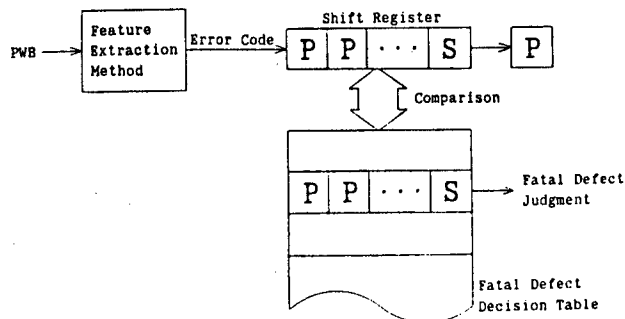 Shift Register
PWB
Feature
Extraction
Method
Error Code
P P ··· S
P
Comparison
P P ··· S
Fatal Defect
Judgment
Fatal Defect
Decision Table